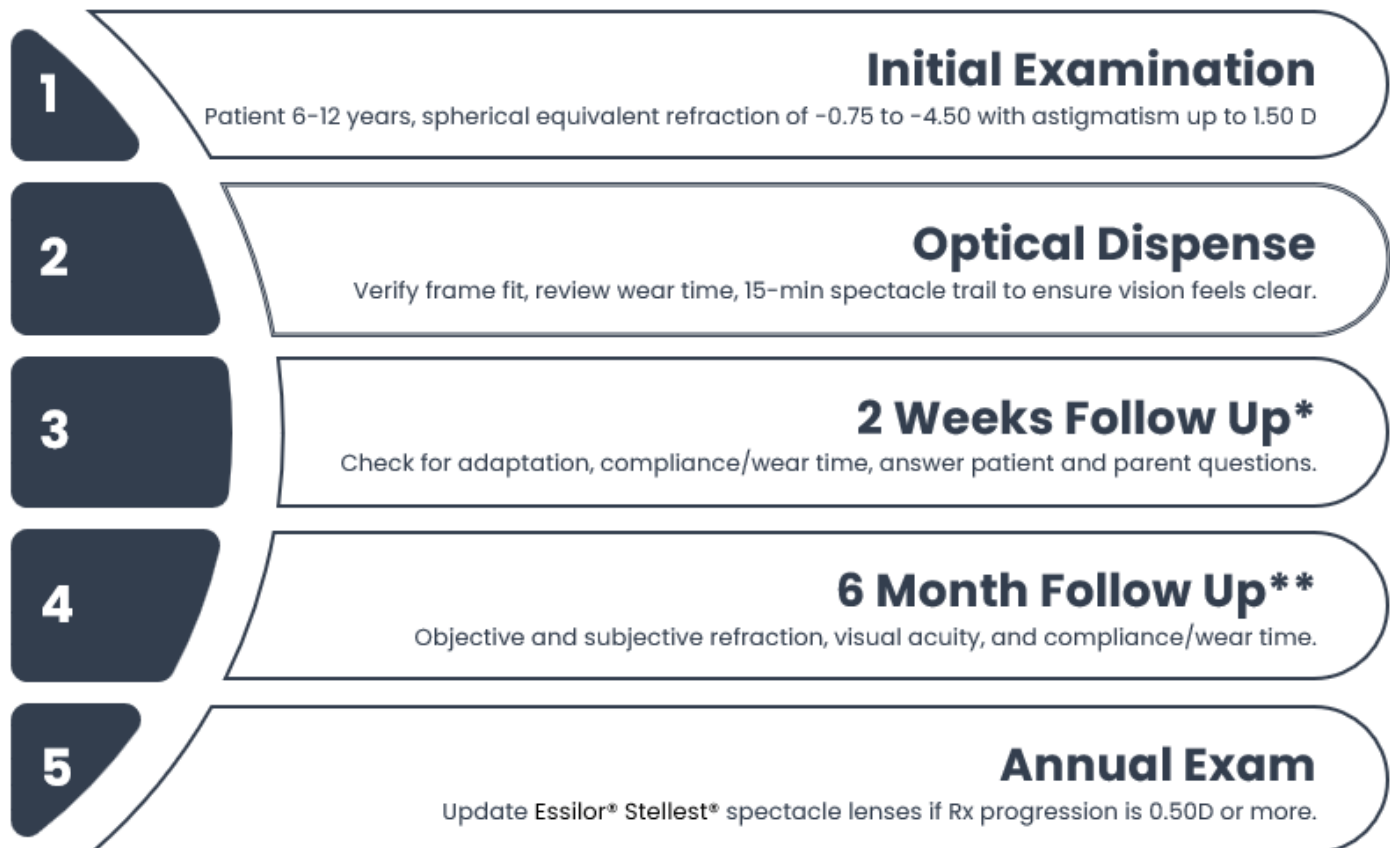 1
Initial Examination
Patient 6-12 years, spherical equivalent refraction of -0.75 to -4.50 with astigmatism up to 1.50 D
2
Optical Dispense
Verify frame fit, review wear time, 15-min spectacle trail to ensure vision feels clear.
3
2 Weeks Follow Up*
Check for adaptation, compliance/wear time, answer patient and parent questions.
4
6 Month Follow Up**
Objective and subjective refraction, visual acuity, and compliance/wear time.
5
Annual Exam
Update Essilor® Stellest® spectacle lenses if Rx progression is 0.50D or more.